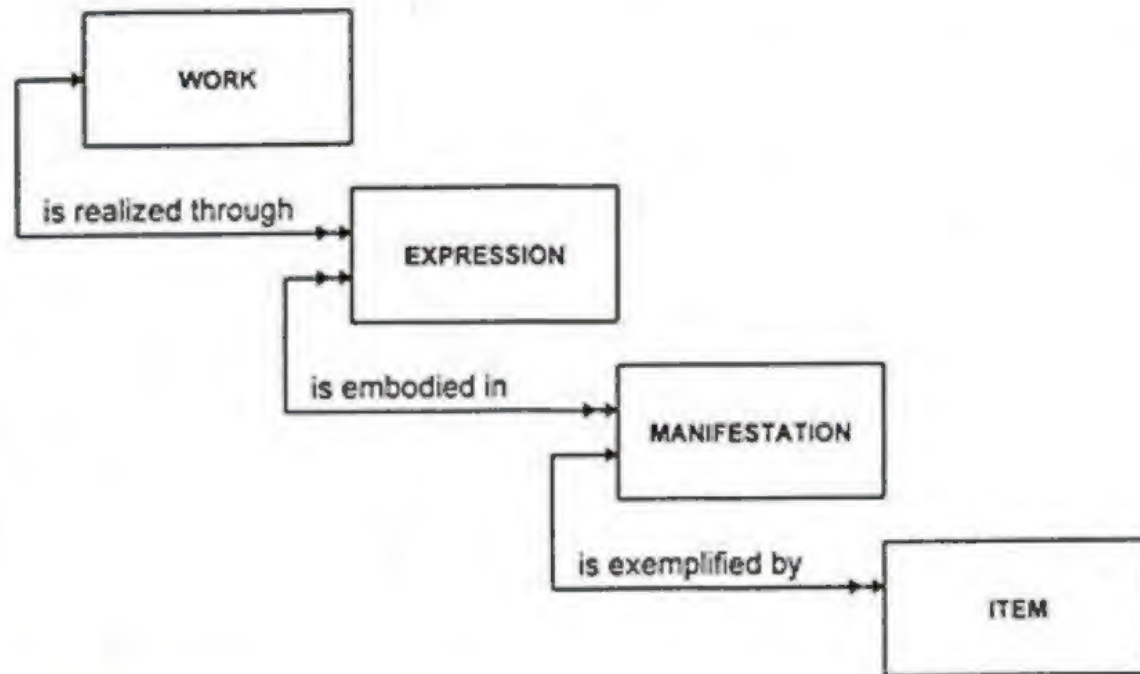 WORK
is realized through
EXPRESSION
is embodied in
MANIFESTATION
is exemplified by
ITEM